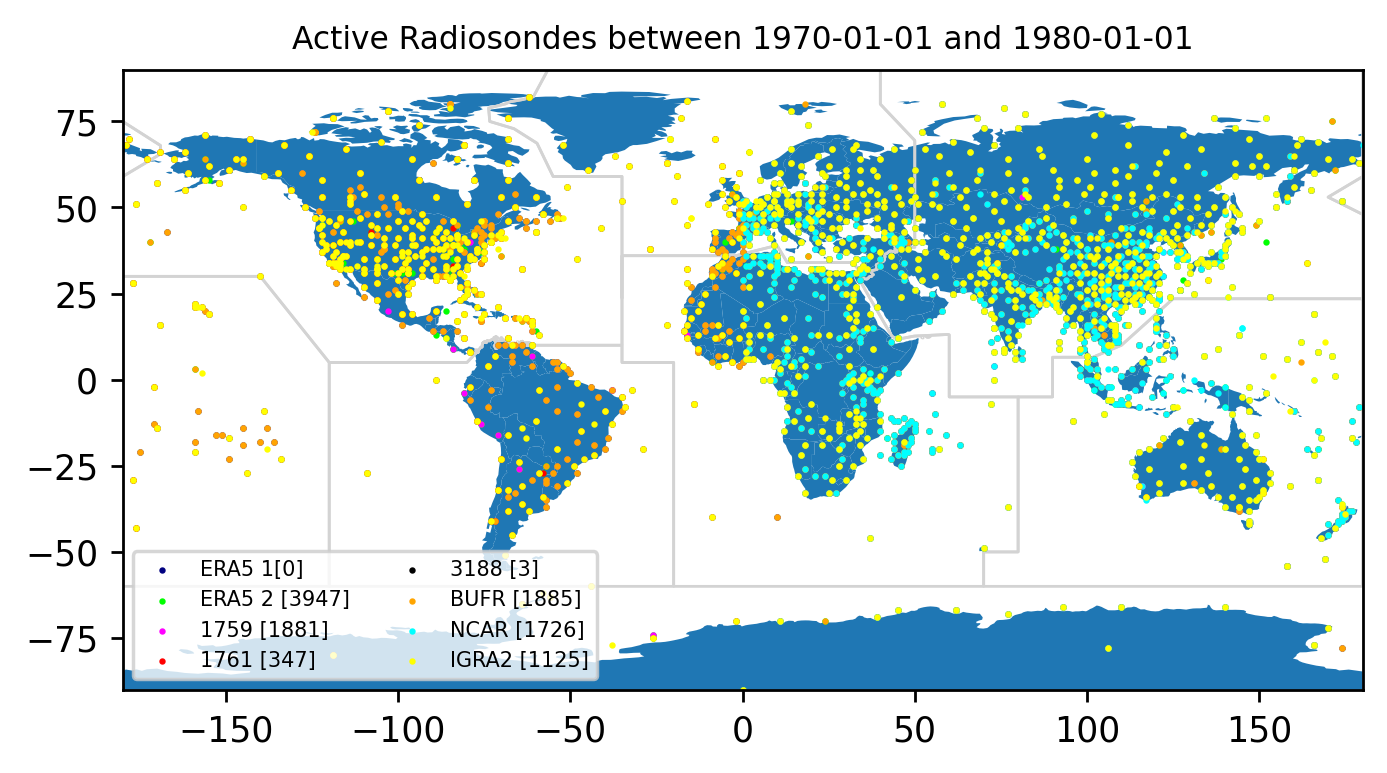 Active Radiosondes between 1970-01-01 and 1980-01-01
75
50
25
0
−25
−50
−75
ERA5 1[0]
ERA5 2 [3947]
1759 [1881]
1761 [347]
3188 [3]
BUFR [1885]
NCAR [1726]
IGRA2 [1125]
−150 −100 −50 0 50 100 150